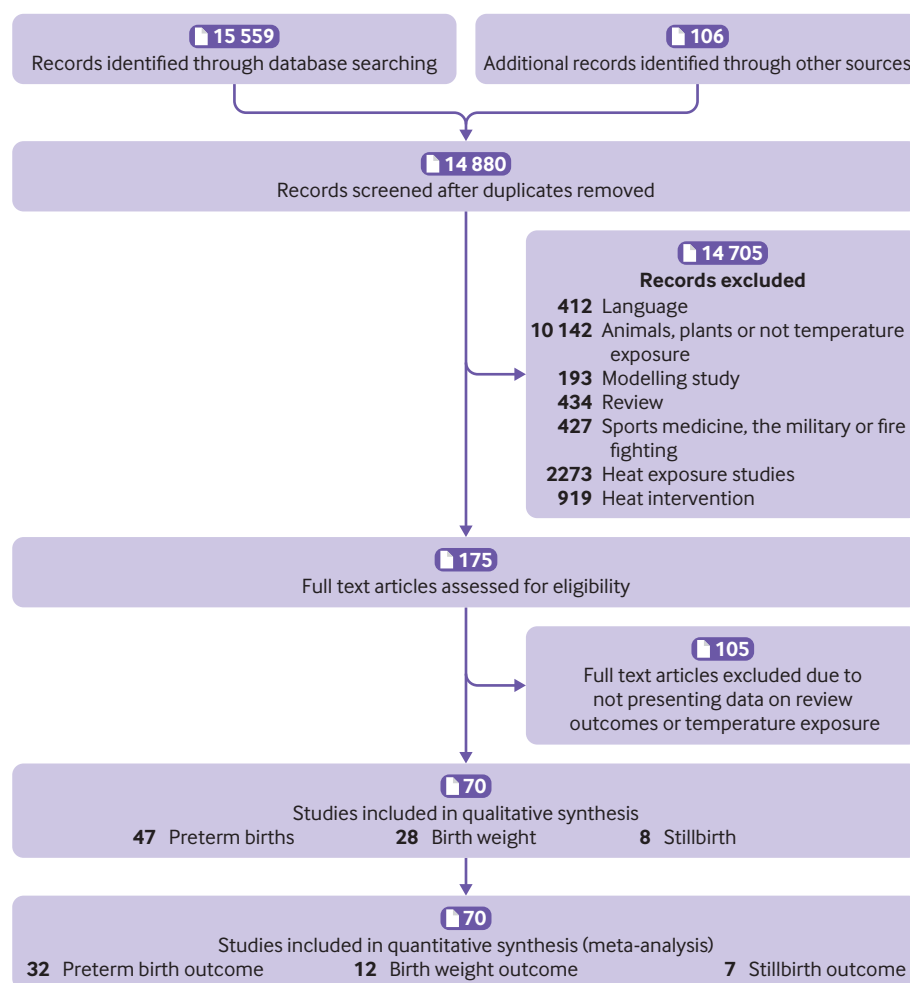 15 559
Records identified through database searching
106
Additional records identified through other sources
14 880
Records screened after duplicates removed
14 705
Records excluded
412 Language
10 142 Animals, plants or not temperature
exposure
193 Modelling study
434 Review
427 Sports medicine, the military or fire
fighting
2273 Heat exposure studies
919 Heat intervention
175
Full text articles assessed for eligibility
105
Full text articles excluded due to
not presenting data on review
outcomes or temperature exposure
70
Studies included in qualitative synthesis
47 Preterm births 28 Birth weight 8 Stillbirth
70
Studies included in quantitative synthesis (meta-analysis)
32 Preterm birth outcome 12 Birth weight outcome 7 Stillbirth outcome